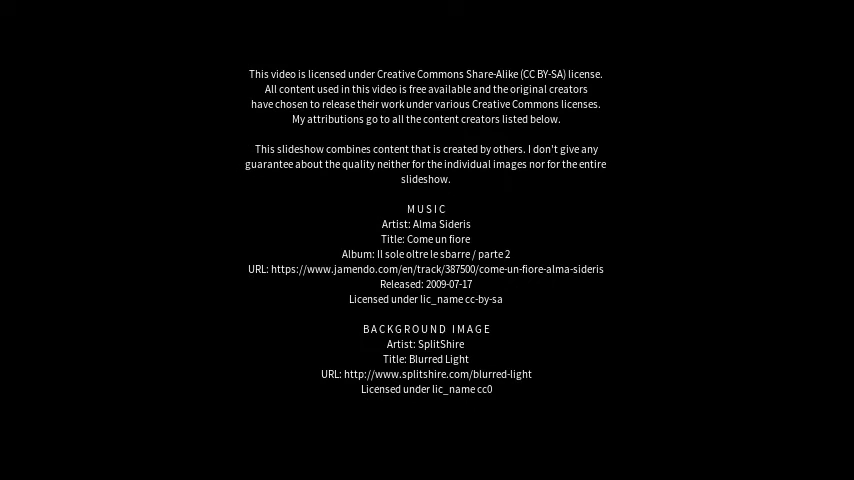 This video is licensed under Creative Commons Share-Alike (CC BY-SA) license.
All content used in this video is free available and the original creators
have chosen to release their work under various Creative Commons licenses.
My attributions go to all the content creators listed below.
This slideshow combines content that is created by others. I don't give any
guarantee about the quality neither for the individual images nor for the entire
slideshow.
MUSIC
Artist: Alma Sideris
Title: Come un fiore
Album: Il sole oltre le sbarre / parte 2
URL: https://www.jamendo.com/en/track/387500/come-un-fiore-alma-sideris
Released: 2009-07-17
Licensed under lic_name cc-by-sa
BACKGROUND IMAGE
Artist: SplitShire
Title: Blurred Light
URL: http://www.splitshire.com/blurred-light
Licensed under lic_name cc0